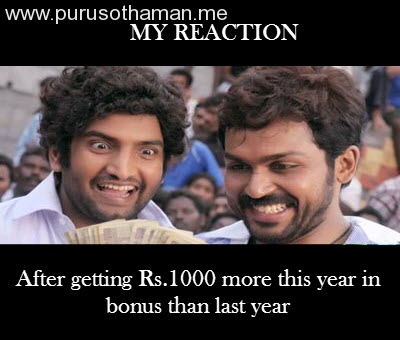 www.purusothaman.me
MY REACTION
After getting Rs.1000 more this year in
bonus than last year